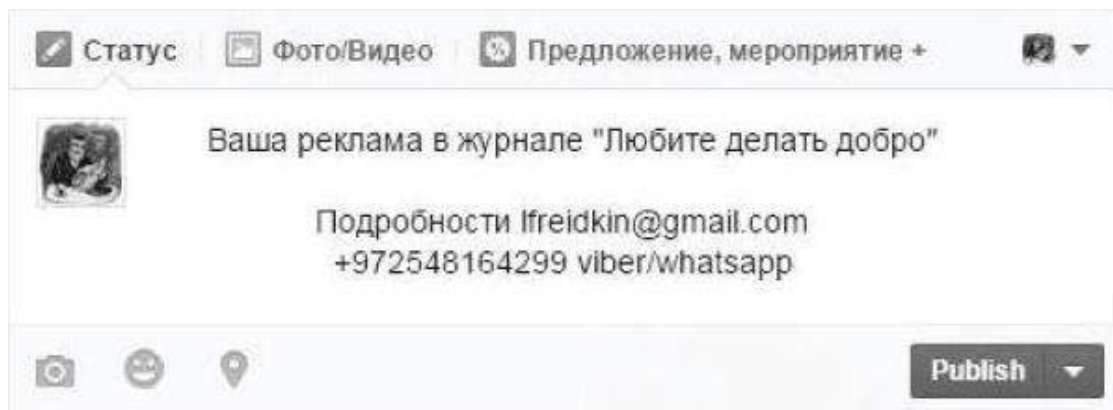 Статус Фото/Видео Предложение, мероприятие +
Ваша реклама в журнале "Любите делать добро"
Подробности lfreidkin@gmail.com
+972548164299 viber/whatsapp
Publish